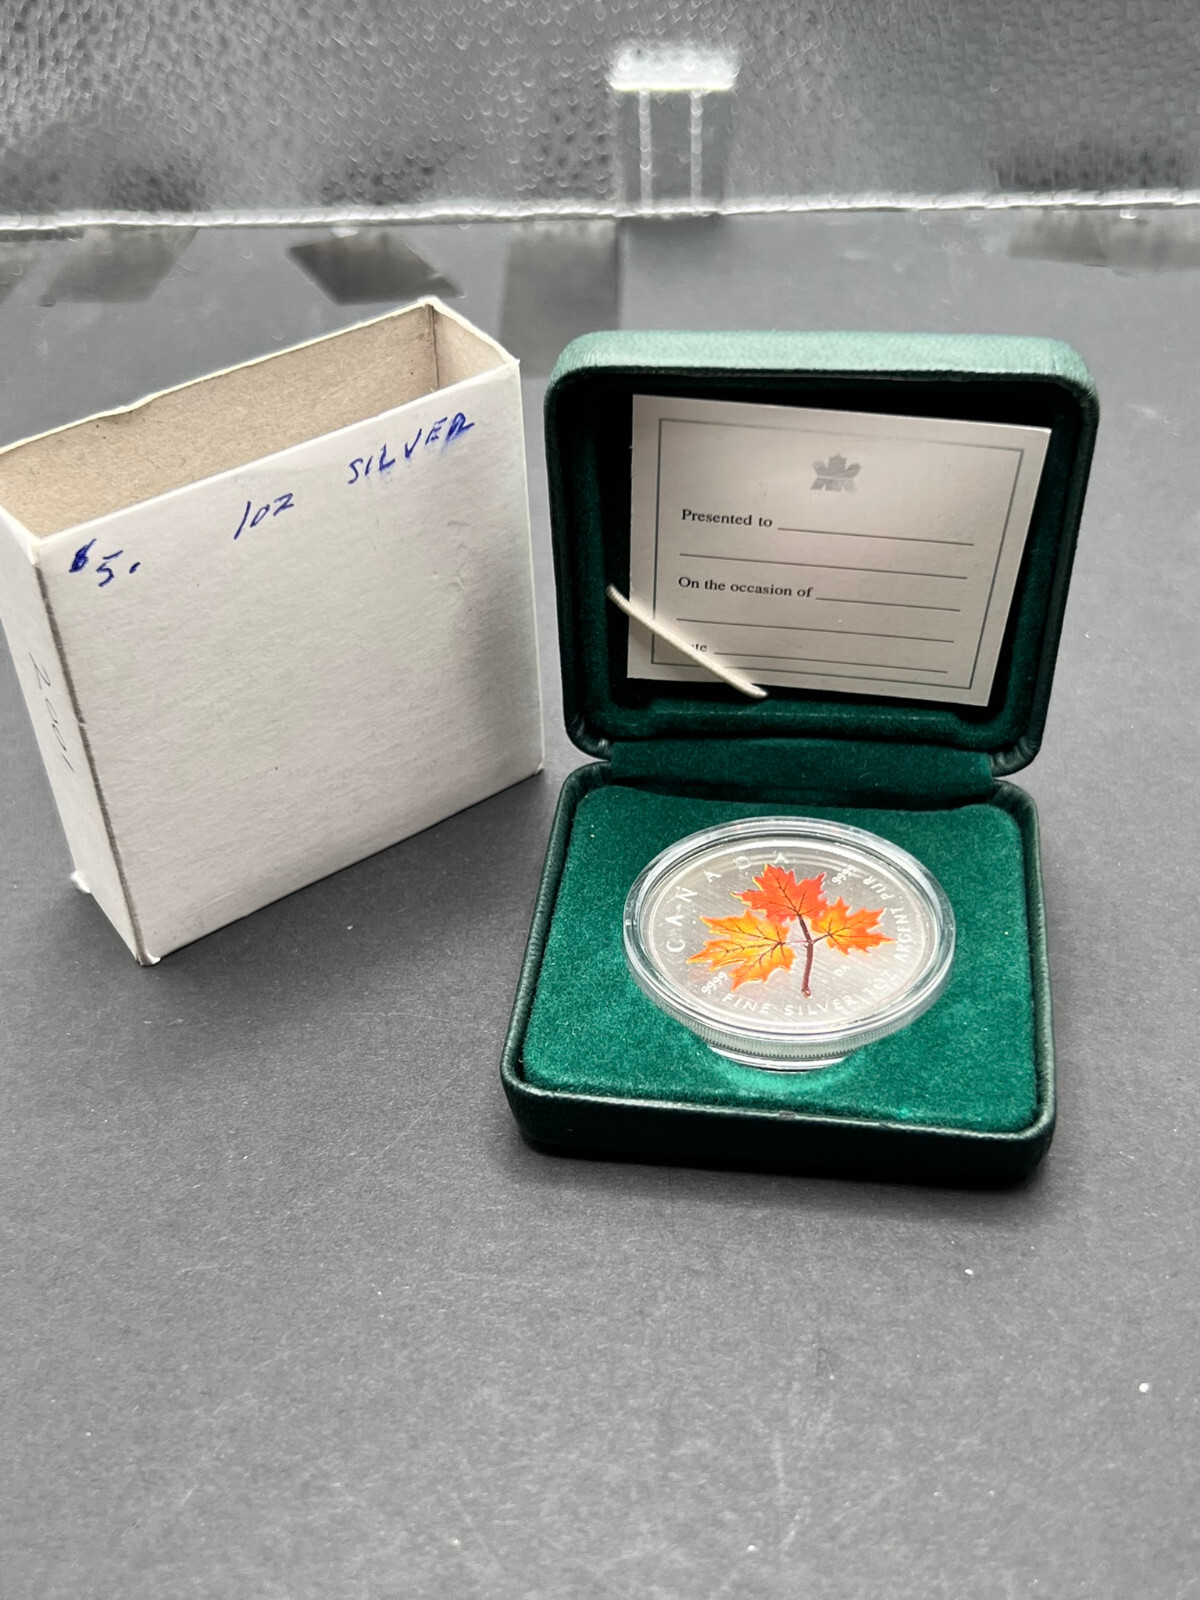 $5. 1oz SILVER
2001
Presented to
On the occasion of
CANADA
9999
9999
FINE SILVER 1 OZ ARGENT PUR
DA